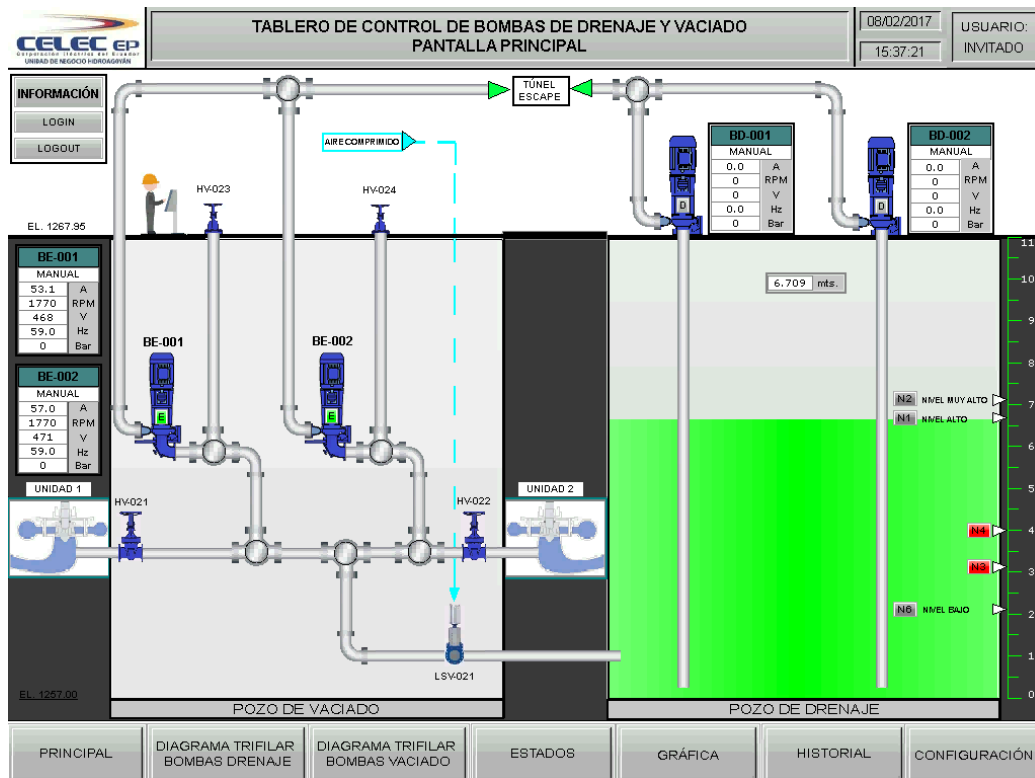 CELEC EP
Corporación Eléctrica del Ecuador
UNIDAD DE NEGOCIO HIDROAGOYÁN
TABLERO DE CONTROL DE BOMBAS DE DRENAJE Y VACIADO
PANTALLA PRINCIPAL
08/02/2017
15:37:21
USUARIO:
INVITADO
INFORMACIÓN
LOGIN
LOGOUT
TÚNEL
ESCAPE
AIRE COMPRIMIDO
HV-023
HV-024
EL. 1267.95
BD-001
MANUAL
0.0 A
0 RPM
0 V
0.0 Hz
0 Bar
BD-002
MANUAL
0.0 A
0 RPM
0 V
0.0 Hz
0 Bar
D
D
BE-001
MANUAL
53.1 A
1770 RPM
468 V
59.0 Hz
0 Bar
BE-002
MANUAL
57.0 A
1770 RPM
471 V
59.0 Hz
0 Bar
BE-001
E
BE-002
E
6.709 mts.
11
10
9
8
7
6
5
4
3
2
1
0
N2 NIVEL MUY ALTO
N1 NIVEL ALTO
N4
N3
N6 NIVEL BAJO
UNIDAD 1
HV-021
HV-022
UNIDAD 2
LSV-021
EL. 1257.00
POZO DE VACIADO
POZO DE DRENAJE
PRINCIPAL
DIAGRAMA TRIFILAR
BOMBAS DRENAJE
DIAGRAMA TRIFILAR
BOMBAS VACIADO
ESTADOS
GRÁFICA
HISTORIAL
CONFIGURACIÓN